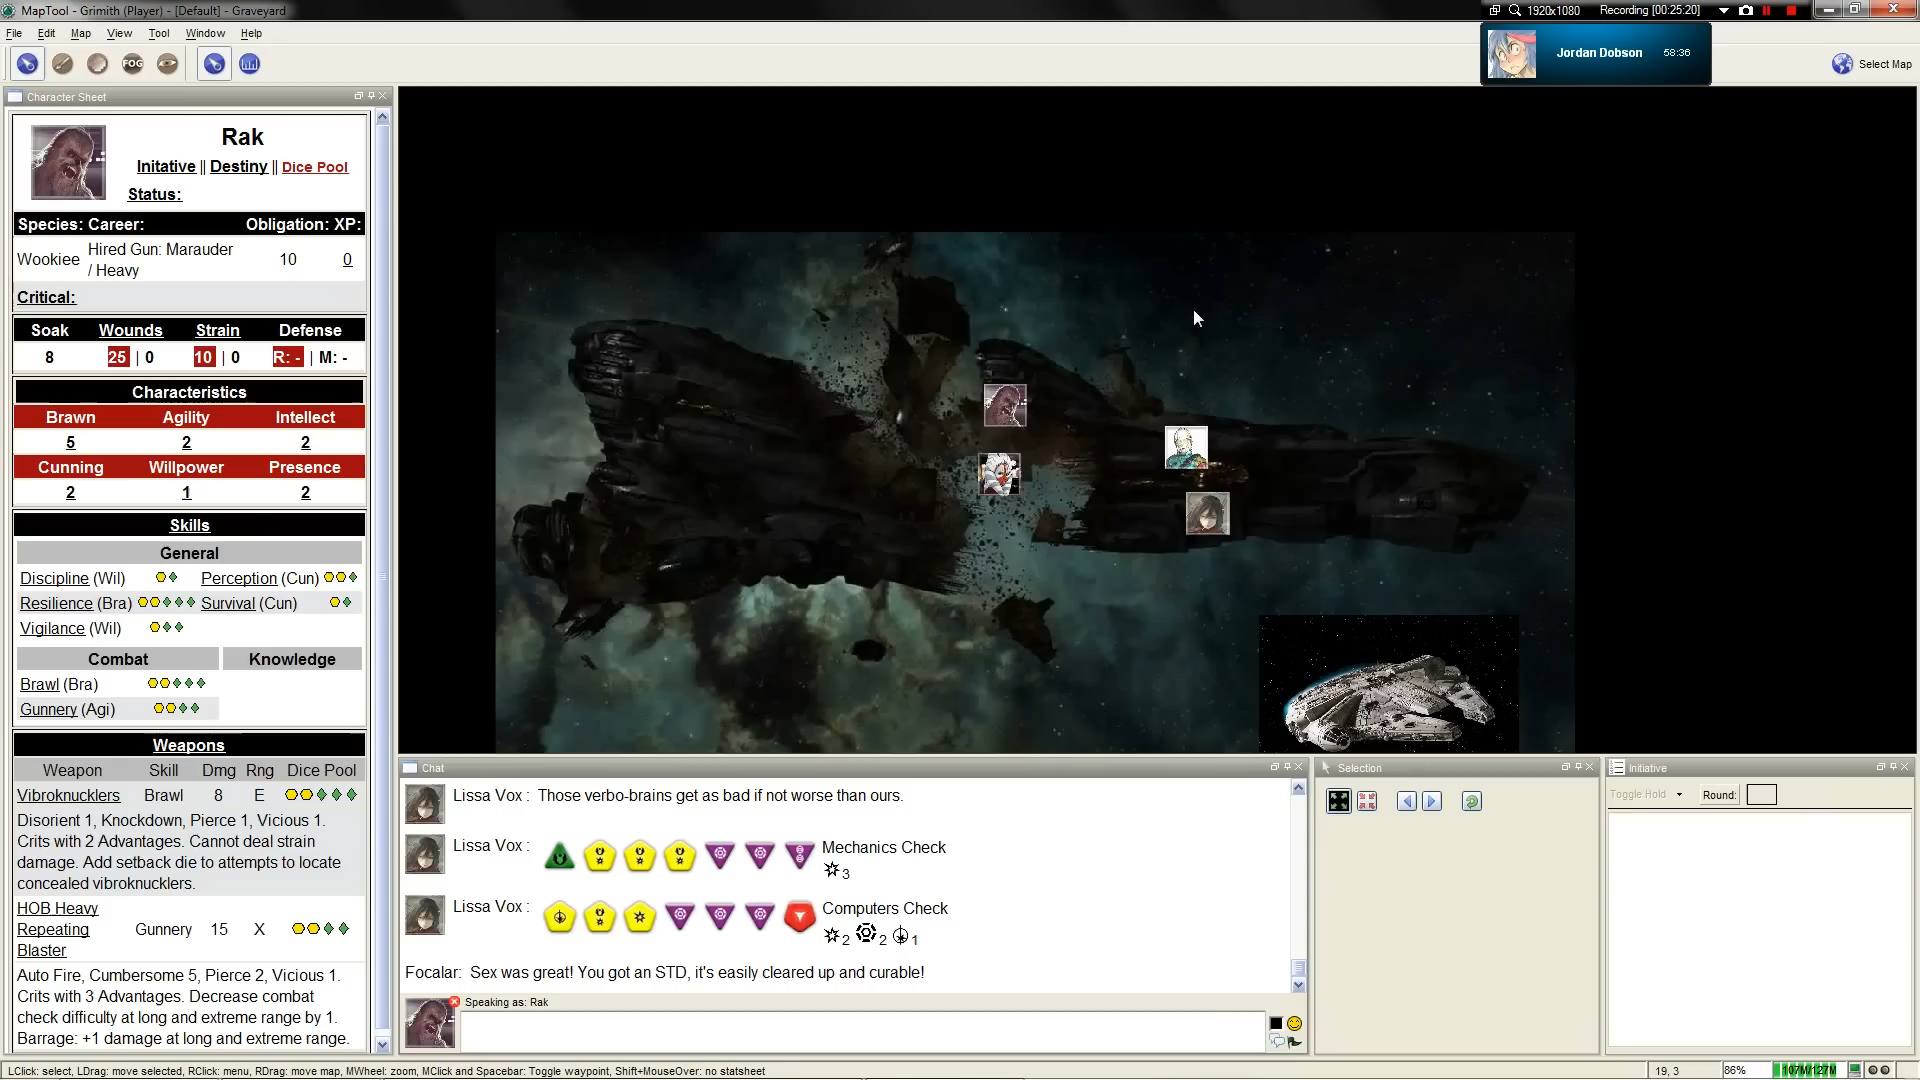 MapTool - Grimith (Player) - [Default] - Graveyard
1920x1080
Recording [00:25:20]
File Edit Map View Tool Window Help
FOG
Jordan Dobson 58:36
Select Map
Character Sheet
Rak
Initative || Destiny || Dice Pool
Status:
Species: Career: Obligation: XP:
Wookiee Hired Gun: Marauder / Heavy 10 0
Critical:
Soak Wounds Strain Defense
8 25 | 0 10 | 0 R: - | M: -
Characteristics
Brawn Agility Intellect
5 2 2
Cunning Willpower Presence
2 1 2
Skills
General
Discipline (Wil) Perception (Cun)
Resilience (Bra) Survival (Cun)
Vigilance (Wil)
Combat Knowledge
Brawl (Bra)
Gunnery (Agi)
Weapons
Weapon Skill Dmg Rng Dice Pool
Vibroknucklers Brawl 8 E
Disorient 1, Knockdown, Pierce 1, Vicious 1.
Crits with 2 Advantages. Cannot deal strain
damage. Add setback die to attempts to locate
concealed vibroknucklers.
HOB Heavy
Repeating Gunnery 15 X
Blaster
Auto Fire, Cumbersome 5, Pierce 2, Vicious 1.
Crits with 3 Advantages. Decrease combat
check difficulty at long and extreme range by 1.
Barrage: +1 damage at long and extreme range.
Chat
Lissa Vox : Those verbo-brains get as bad if not worse than ours.
Lissa Vox : Mechanics Check
3
Lissa Vox : Computers Check
2 2 1
Focalar: Sex was great! You got an STD, it's easily cleared up and curable!
Speaking as: Rak
Selection
Initiative
Toggle Hold Round:
LClick: select, LDrag: move selected, RClick: menu, RDrag: move map, MWheel: zoom, MClick and Spacebar: Toggle waypoint, Shift+MouseOver: no statsheet
19, 3
86%
107M/127M